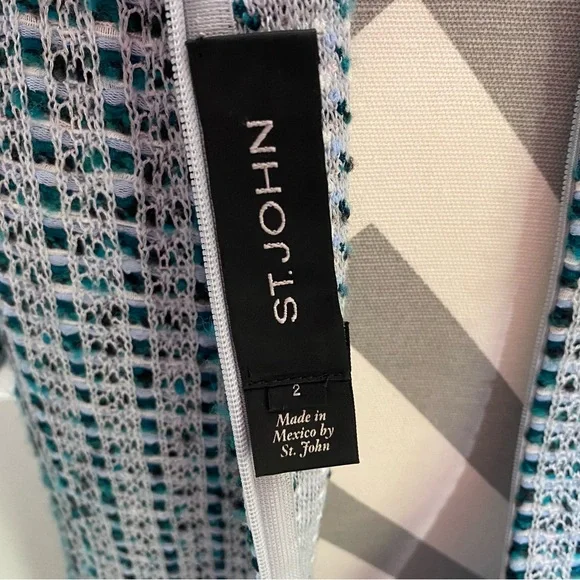 ST. JOHN
2
Made in
Mexico by
St. John